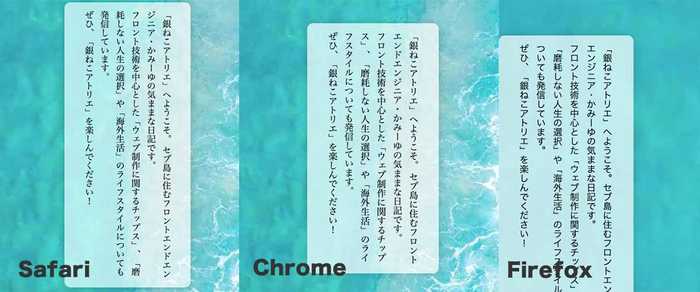 「銀ねこアトリエ」へようこそ。セブ島に住むフロントエンドエン
ジニア・かみーゆの気ままな日記です。
フロント技術を中心とした「ウェブ制作に関するチップス」、「磨
耗しない人生の選択」や「海外生活」のライフスタイルについても
発信しています。
ぜひ、「銀ねこアトリエ」を楽しんでください！
Safari
「銀ねこアトリエ」へようこそ。セブ島に住むフロント
エンドエンジニア・かみーゆの気ままな日記です。
フロント技術を中心とした「ウェブ制作に関するチップ
ス」、「磨耗しない人生の選択」や「海外生活」のライ
フスタイルについても発信しています。
ぜひ、「銀ねこアトリエ」を楽しんでください！
Chrome
「銀ねこアトリエ」へようこそ。セブ島に住むフロント
エンジニア・かみーゆの気ままな日記です。
フロント技術を中心とした「ウェブ制作に関するチップス」
「磨耗しない人生の選択」や「海外生活」のライフスタイル
ついても発信しています。
ぜひ、「銀ねこアトリエ」を楽しんでください！
Firefox